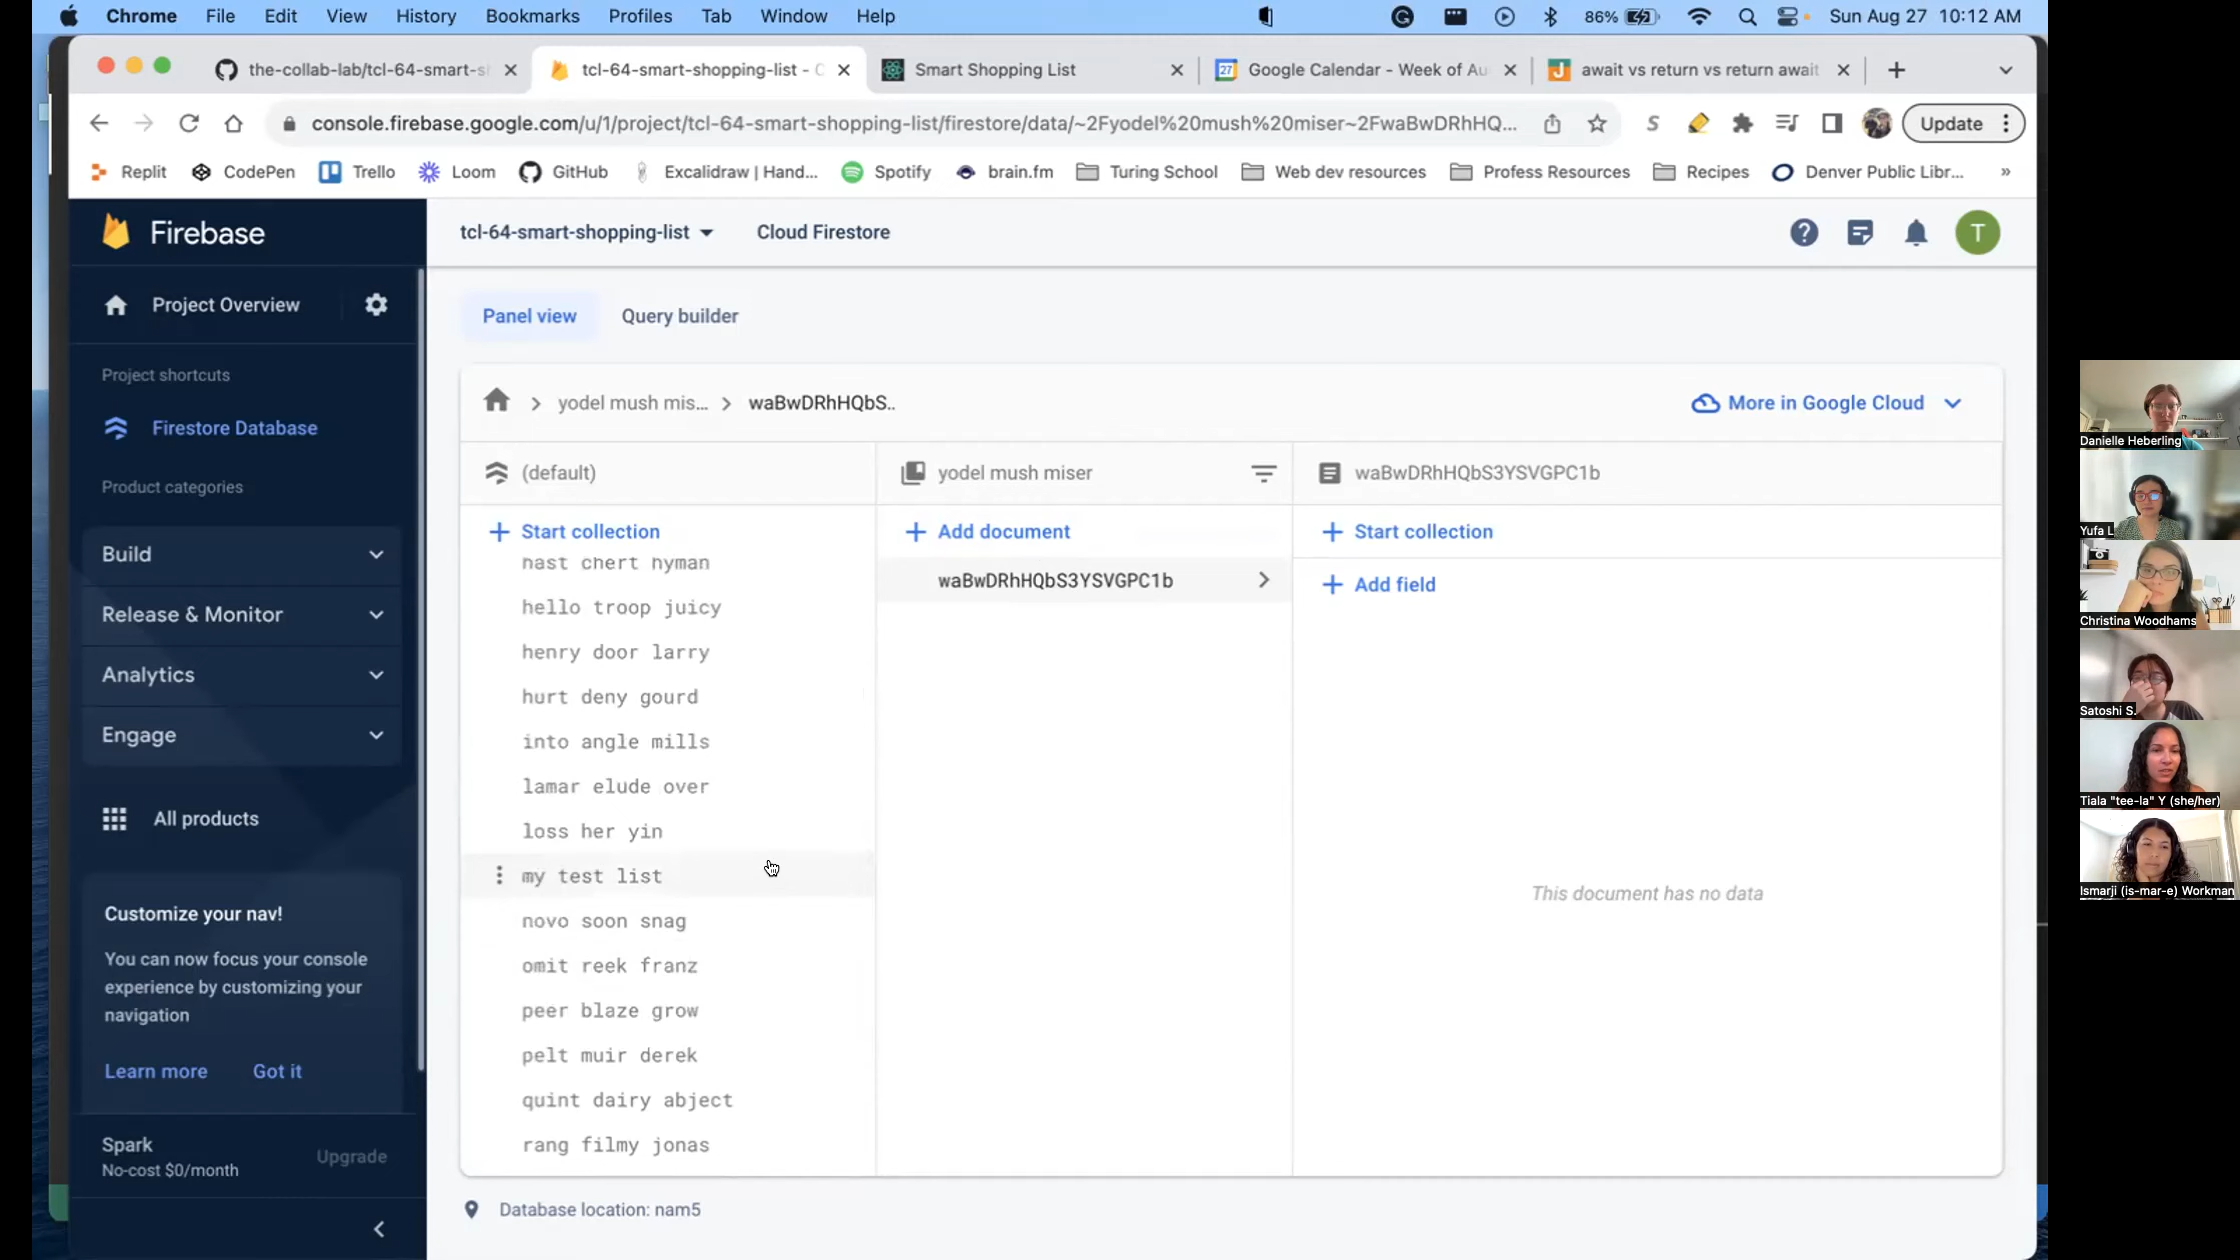 Chrome File Edit View History Bookmarks Profiles Tab Window Help 86% Sun Aug 27 10:12 AM
the-collab-lab/tcl-64-smart-s
tcl-64-smart-shopping-list - C
Smart Shopping List
Google Calendar - Week of Au
await vs return vs return await
console.firebase.google.com/u/1/project/tcl-64-smart-shopping-list/firestore/data/~2Fyodel%20mush%20miser~2FwaBwDRhHQ...
Update
Replit CodePen Trello Loom GitHub Excalidraw | Hand... Spotify brain.fm Turing School Web dev resources Profess Resources Recipes Denver Public Libr... »
Firebase
tcl-64-smart-shopping-list
Cloud Firestore
T
Project Overview
Project shortcuts
Firestore Database
Product categories
Build
Release & Monitor
Analytics
Engage
All products
Customize your nav!
You can now focus your console
experience by customizing your
navigation
Learn more Got it
Spark
No-cost $0/month
Upgrade
Panel view
Query builder
yodel mush mis...
waBwDRhHQbS..
More in Google Cloud
(default)
Start collection
hast chert hyman
hello troop juicy
henry door larry
hurt deny gourd
into angle mills
lamar elude over
loss her yin
my test list
novo soon snag
omit reek franz
peer blaze grow
pelt muir derek
quint dairy abject
rang filmy jonas
yodel mush miser
Add document
waBwDRhHQbS3YSVGPC1b
waBwDRhHQbS3YSVGPC1b
Start collection
Add field
This document has no data
Database location: nam5
Danielle Heberling
Yufa L
Christina Woodhams
Satoshi S.
Tiala "tee-la" Y (she/her)
Ismarji (is-mar-e) Workman